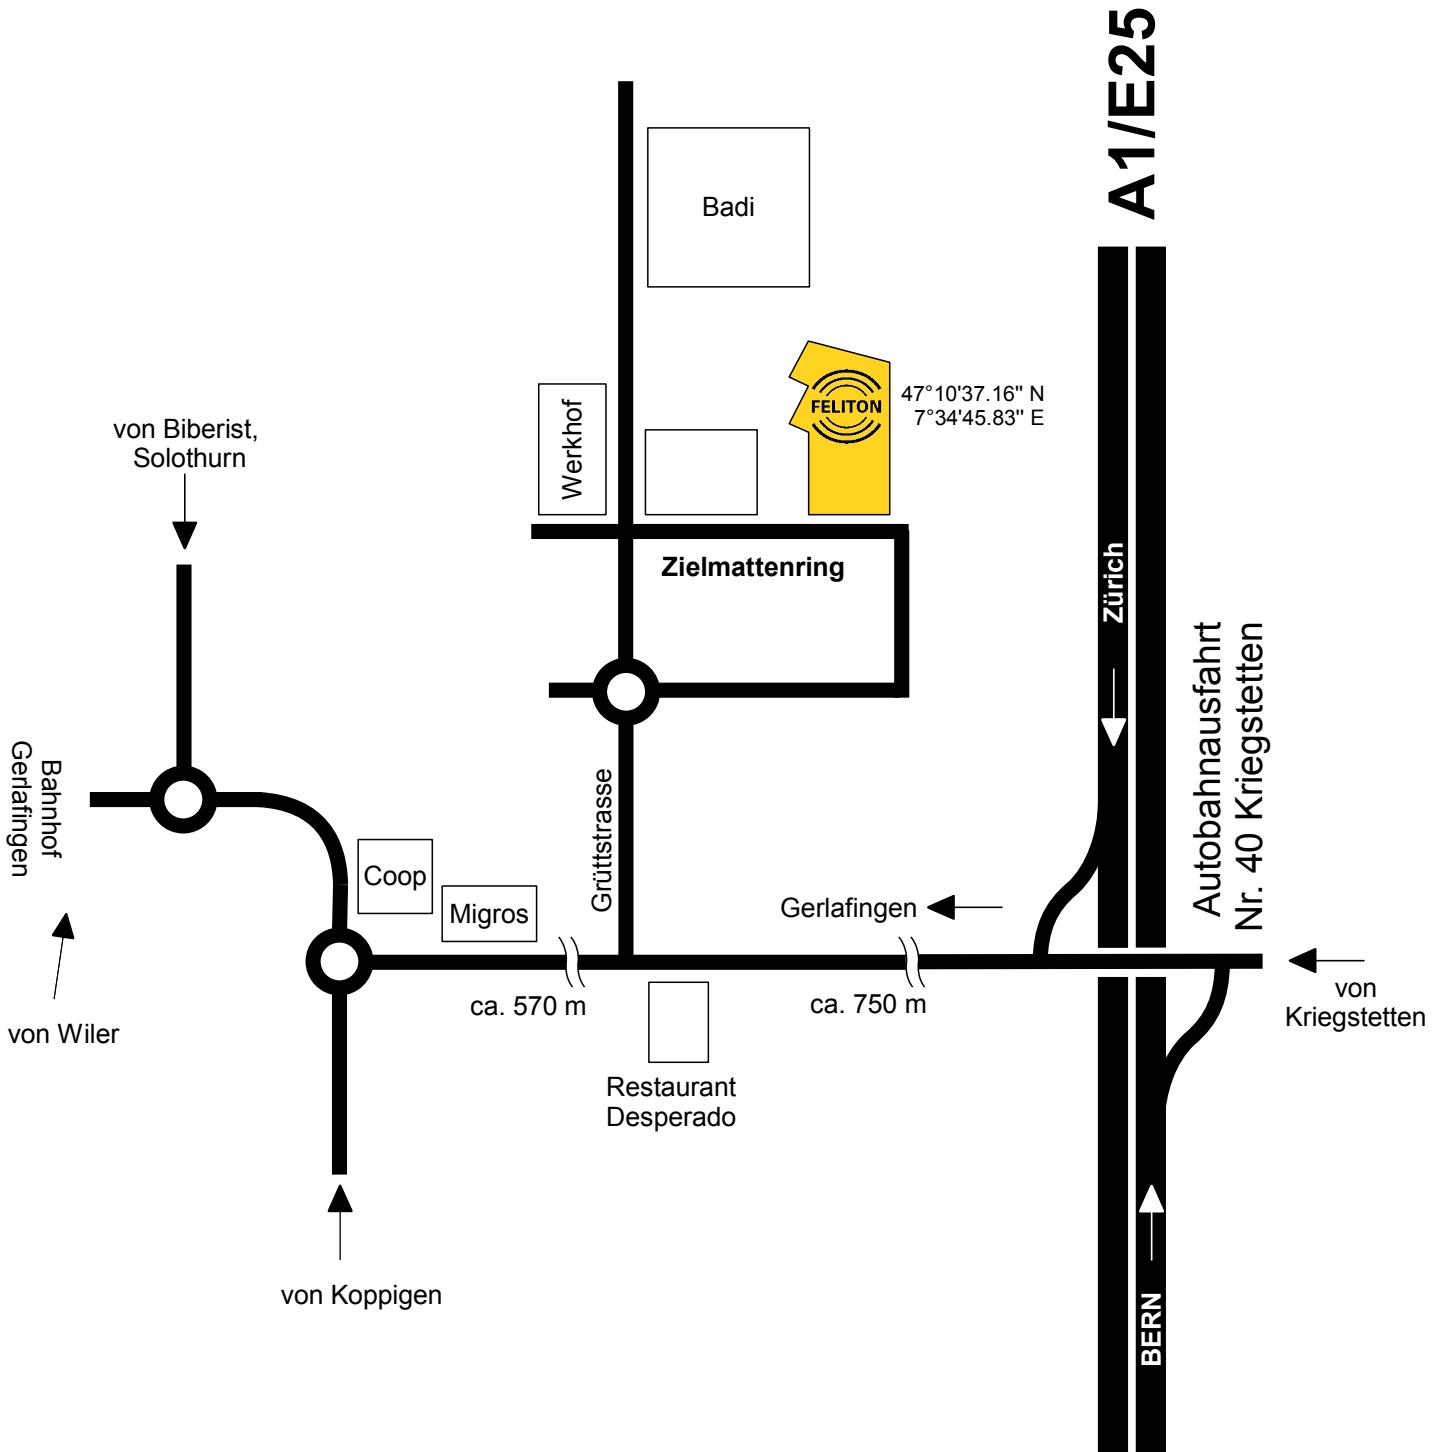 A1/E25
Badi
FELITON
47°10'37.16" N
7°34'45.83" E
Werkhof
von Biberist,
Solothurn
Zielmattenring
Zürich
Autobahnausfahrt
Nr. 40 Kriegstetten
Bahnhof
Gerlafingen
Grüttstrasse
Coop
Migros
Gerlafingen
von Wiler
ca. 570 m
ca. 750 m
von
Kriegstetten
Restaurant
Desperado
von Koppigen
BERN